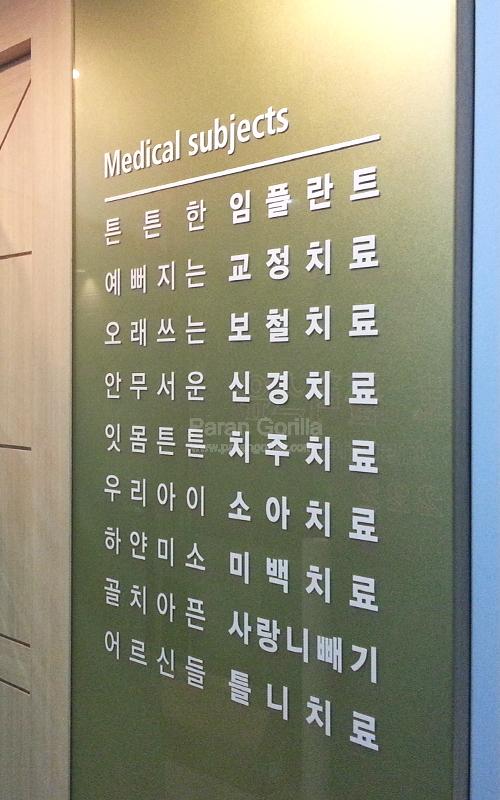 Medical subjects
튼튼한 임플란트
예뻐지는 교정치료
오래쓰는 보철치료
안무서운 신경치료
잇몸튼튼 치주치료
우리아이 소아치료
하얀미소 미백치료
골치아픈 사랑니빼기
어르신들 틀니치료
Paran Gorilla